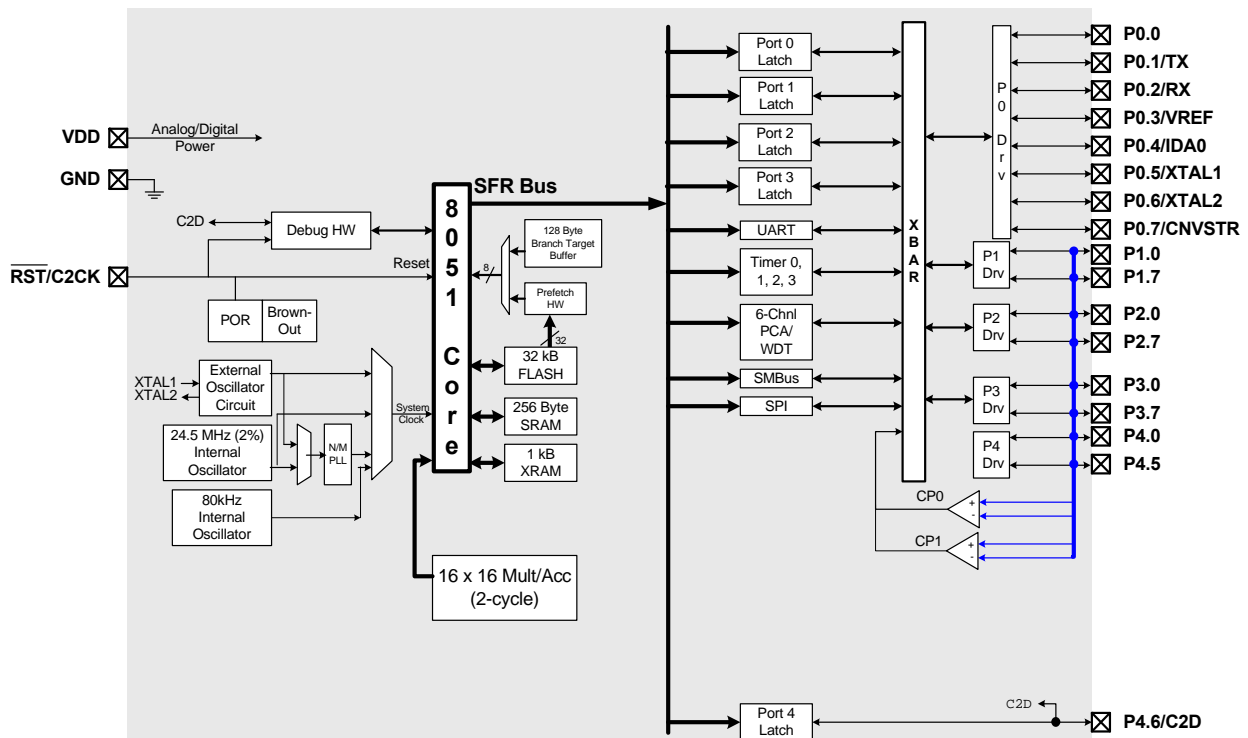 VDD
Analog/Digital
Power
GND
C2D
Debug HW
RST/C2CK
Reset
POR
Brown-
Out
XTAL1
XTAL2
External
Oscillator
Circuit
24.5 MHz (2%)
Internal
Oscillator
N/M
PLL
80kHz
Internal
Oscillator
System
Clock
8051 Core
SFR Bus
128 Byte
Branch Target
Buffer
8
Prefetch
HW
32
32 kB
FLASH
256 Byte
SRAM
1 kB
XRAM
16 x 16 Mult/Acc
(2-cycle)
Port 0
Latch
Port 1
Latch
Port 2
Latch
Port 3
Latch
UART
Timer 0,
1, 2, 3
6-Chnl
PCA/
WDT
SMBus
SPI
Port 4
Latch
XBAR
P0 Drv
P1
Drv
P2
Drv
P3
Drv
P4
Drv
CP0
+
-
CP1
+
-
C2D
P0.0
P0.1/TX
P0.2/RX
P0.3/VREF
P0.4/IDA0
P0.5/XTAL1
P0.6/XTAL2
P0.7/CNVSTR
P1.0
P1.7
P2.0
P2.7
P3.0
P3.7
P4.0
P4.5
P4.6/C2D